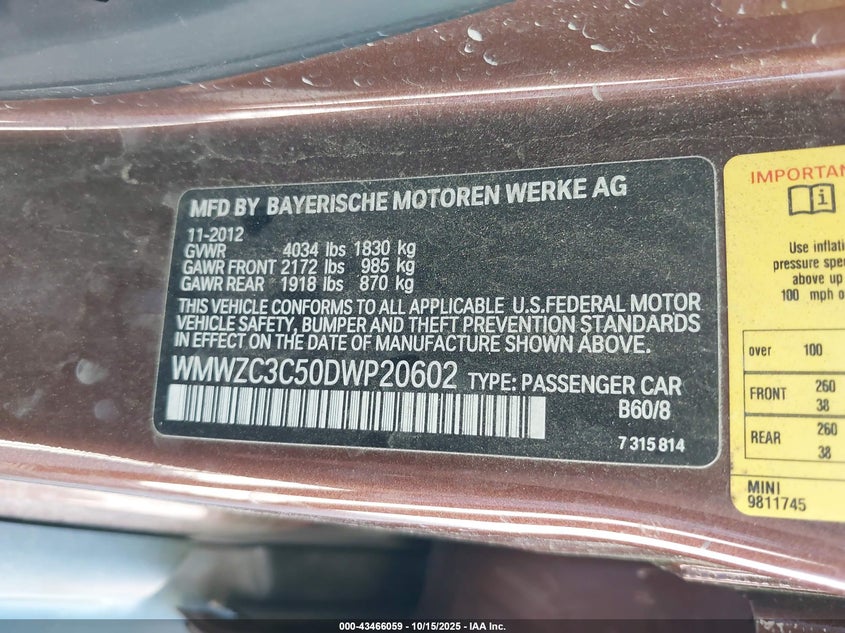 MFD BY BAYERISCHE MOTOREN WERKE AG
11-2012
GVWR 4034 lbs 1830 kg
GAWR FRONT 2172 lbs 985 kg
GAWR REAR 1918 lbs 870 kg
THIS VEHICLE CONFORMS TO ALL APPLICABLE U.S.FEDERAL MOTOR
VEHICLE SAFETY, BUMPER AND THEFT PREVENTION STANDARDS
IN EFFECT ON THE DATE OF MANUFACTURE SHOWN ABOVE.
WMWZC3C50DWP20602 TYPE: PASSENGER CAR
B60/8
7 315 814
IMPORTAN
Use inflat
pressure spe
above up
100 mph o
over 100
FRONT 260
38
REAR 260
38
MINI
9811745
000-43466059 - 10/15/2025 - IAA Inc.